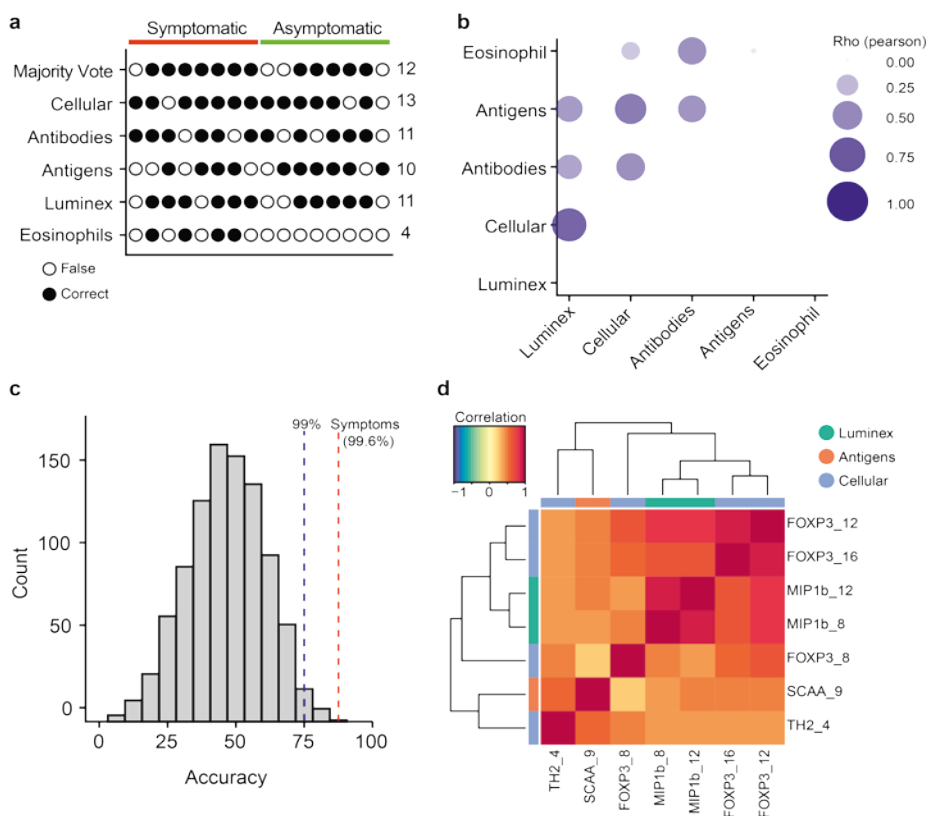 a
Symptomatic
Asymptomatic
Majority Vote
12
Cellular
13
Antibodies
11
Antigens
10
Luminex
11
Eosinophils
4
False
Correct
b
Eosinophil
Antigens
Antibodies
Cellular
Luminex
Luminex
Cellular
Antibodies
Antigens
Eosinophil
Rho (pearson)
0.00
0.25
0.50
0.75
1.00
c
99%
Symptoms
(99.6%)
150
100
50
0
Count
0
25
50
75
100
Accuracy
d
Correlation
−1
0
1
Luminex
Antigens
Cellular
FOXP3_12
FOXP3_16
MIP1b_12
MIP1b_8
FOXP3_8
SCAA_9
TH2_4
TH2_4
SCAA_9
FOXP3_8
MIP1b_8
MIP1b_12
FOXP3_16
FOXP3_12